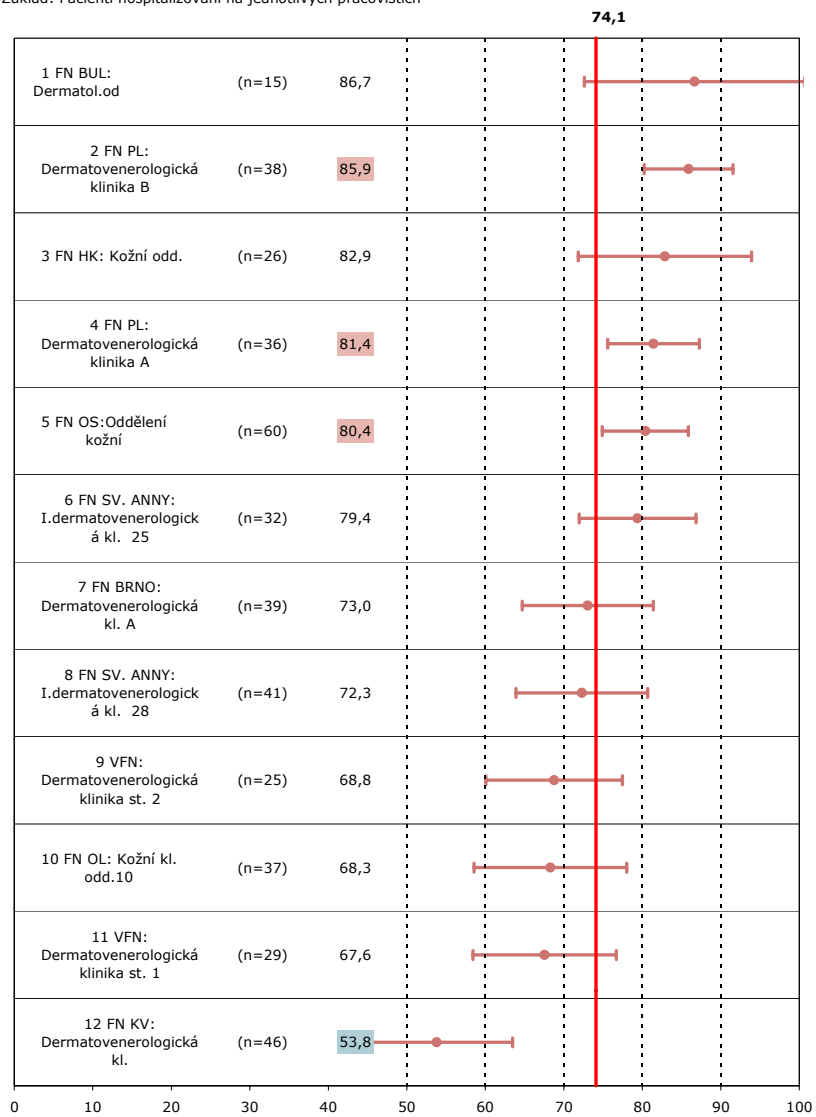 Základ: Pacienti hospitalizovaní na jednotlivých pracovištích
74,1
1 FN BUL:
Dermatol.od
(n=15)
86,7
2 FN PL:
Dermatovenerologická
klinika B
(n=38)
85,9
3 FN HK: Kožní odd.
(n=26)
82,9
4 FN PL:
Dermatovenerologická
klinika A
(n=36)
81,4
5 FN OS:Oddělení
kožní
(n=60)
80,4
6 FN SV. ANNY:
I.dermatovenerologick
á kl.  25
(n=32)
79,4
7 FN BRNO:
Dermatovenerologická
kl. A
(n=39)
73,0
8 FN SV. ANNY:
I.dermatovenerologick
á kl.  28
(n=41)
72,3
9 VFN:
Dermatovenerologická
klinika st. 2
(n=25)
68,8
10 FN OL: Kožní kl.
odd.10
(n=37)
68,3
11 VFN:
Dermatovenerologická
klinika st. 1
(n=29)
67,6
12 FN KV:
Dermatovenerologická
kl.
(n=46)
53,8
0 10 20 30 40 50 60 70 80 90 100